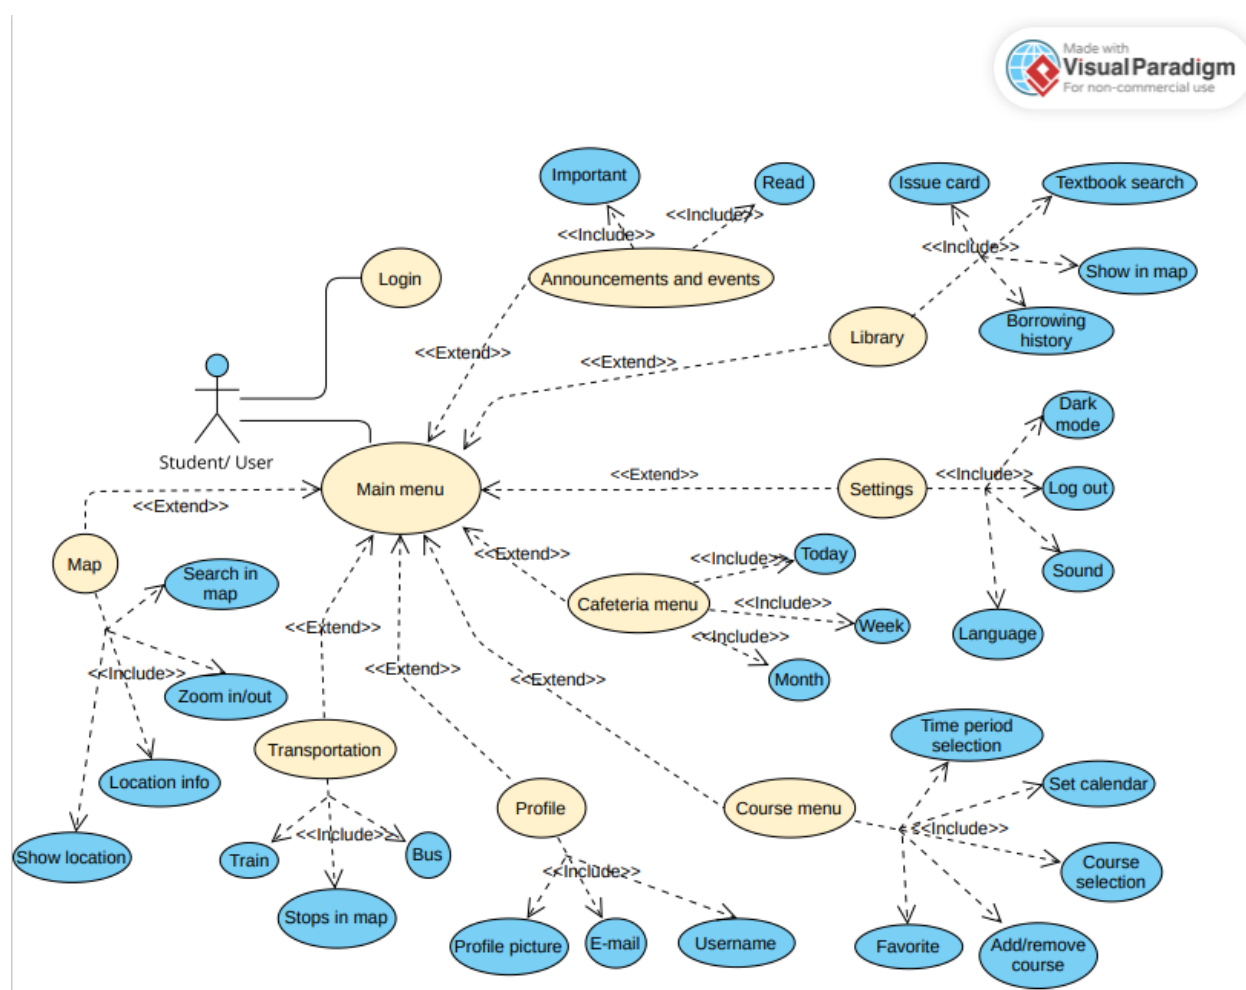 Made with
Visual Paradigm
For non-commercial use
Important
Read
Issue card
Textbook search
<<Include>>
<<Include>>
<<Include>>
Login
Announcements and events
Show in map
Borrowing
history
Library
<<Extend>>
<<Extend>>
Dark
mode
Student/ User
Main menu
<<Extend>>
Settings
<<Include>>
Log out
<<Extend>>
Map
Search in
map
<<Extend>>
<<Include>>
Today
Sound
Cafeteria menu
<<Include>>
Week
Language
<<Extend>>
<<Include>>
Month
<<Include>>
<<Extend>>
<<Extend>>
Zoom in/out
Time period
selection
Transportation
Location info
Set calendar
Profile
Course menu
<<Include>>
<<Include>>
Show location
Train
Bus
Course
selection
<<Include>>
Stops in map
Profile picture
E-mail
Username
Favorite
Add/remove
course